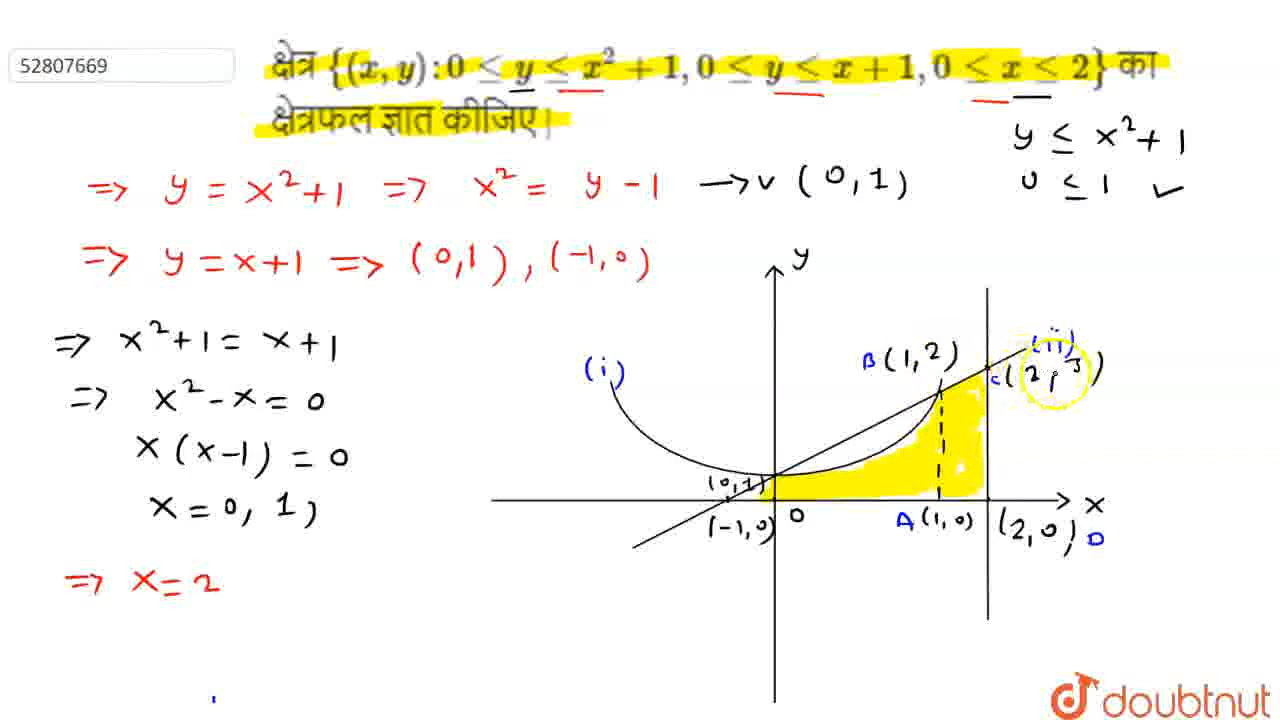 52807669
क्षेत्र {(x, y) : 0 ≤ y ≤ x² + 1, 0 ≤ y ≤ x + 1, 0 ≤ x ≤ 2} का
क्षेत्रफल ज्ञात कीजिए।
y ≤ x² + 1
0 ≤ 1 ✓
=> y = x² + 1 => x² = y - 1 → v (0, 1)
=> y = x + 1 => (0, 1), (-1, 0)
=> x² + 1 = x + 1
=> x² - x = 0
x (x - 1) = 0
x = 0, 1,
=> x = 2
y
(i)
B (1, 2)
(ii)
C (2, 3)
(0, 1)
(-1, 0)
O
A (1, 0)
(2, 0), D
x
doubtnut